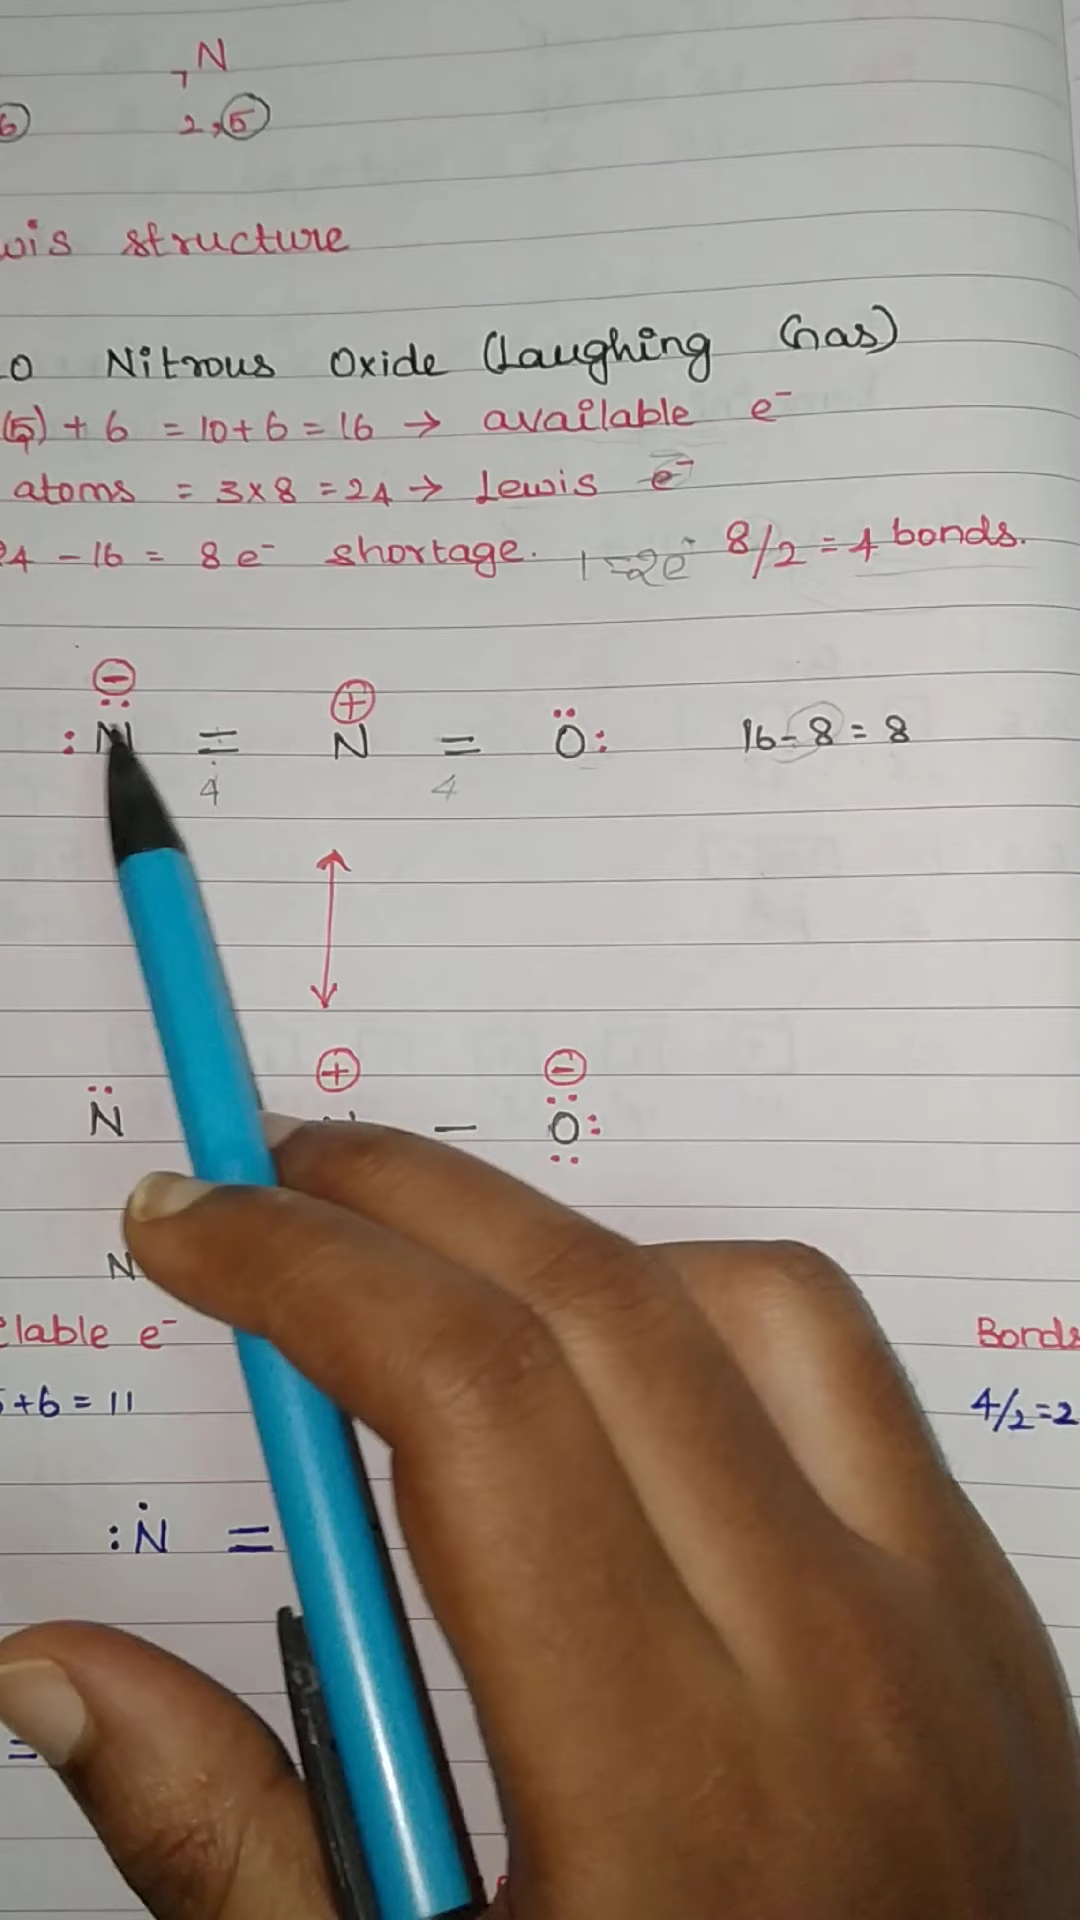 7N
6 2,5
wis structure
O Nitrous Oxide (Laughing Gas)
(5) + 6 = 10+6 = 16 → available e⁻
atoms = 3×8 = 24 → Lewis e⁻
24 - 16 = 8 e⁻ shortage. 1=2e⁻ 8/2 = 4 bonds.
⊖ ⊕
:N̈ = N = Ö: 16-8 = 8
4 4
⊕ ⊖
N̈ - O:
N
lable e⁻ Bonds
5+6 = 11 4/2=2
:Ṅ =
=